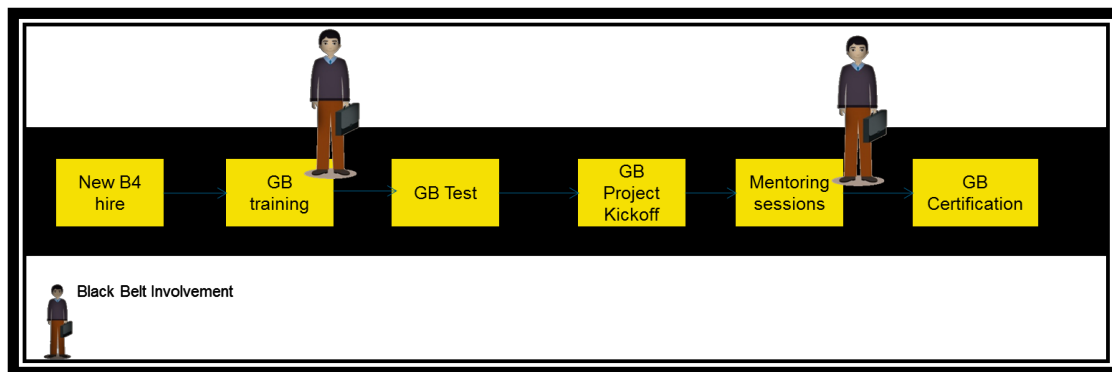 New B4
hire
GB
training
GB Test
GB
Project
Kickoff
Mentoring
sessions
GB
Certification
Black Belt Involvement